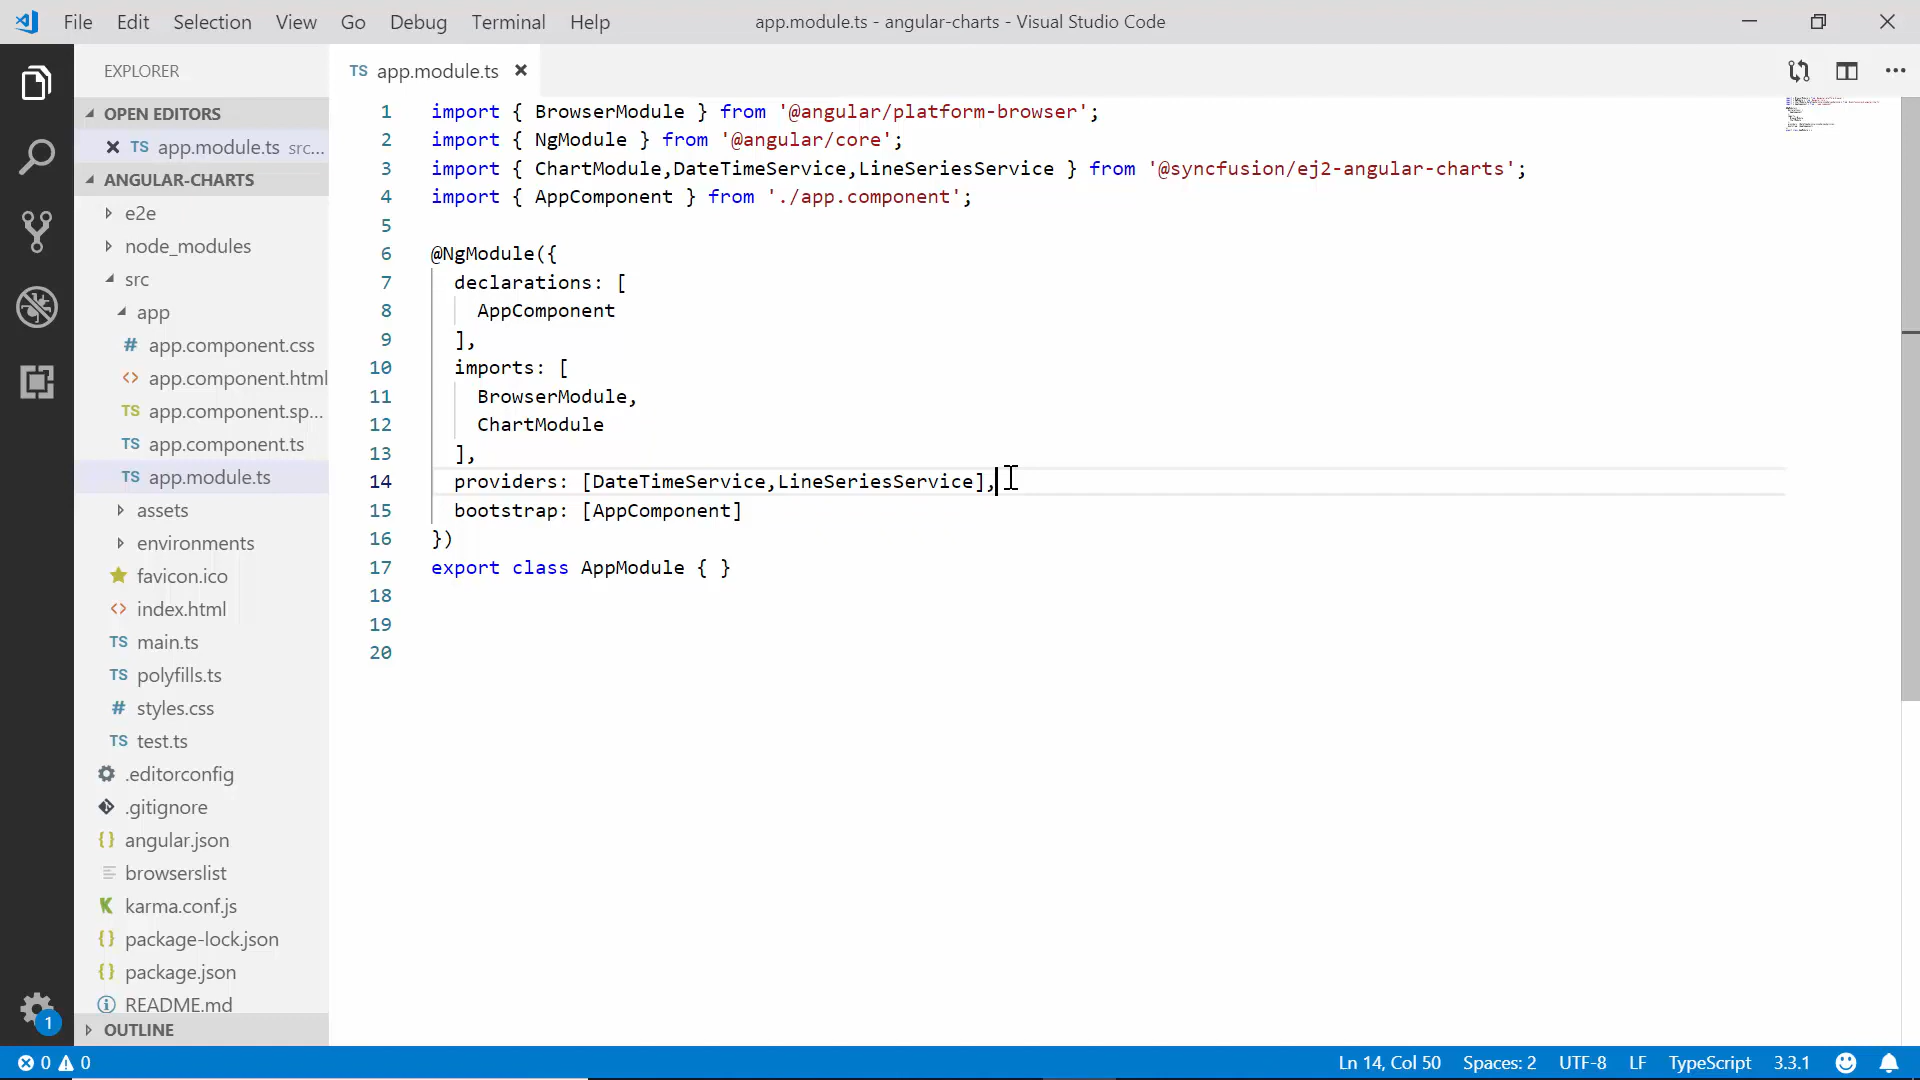 File Edit Selection View Go Debug Terminal Help app.module.ts - angular-charts - Visual Studio Code
EXPLORER
OPEN EDITORS
TS app.module.ts src...
ANGULAR-CHARTS
e2e
node_modules
src
app
# app.component.css
<> app.component.html
TS app.component.sp...
TS app.component.ts
TS app.module.ts
assets
environments
favicon.ico
<> index.html
TS main.ts
TS polyfills.ts
# styles.css
TS test.ts
.editorconfig
.gitignore
{} angular.json
browserslist
K karma.conf.js
{} package-lock.json
{} package.json
README.md
OUTLINE
1
TS app.module.ts
1 import { BrowserModule } from '@angular/platform-browser';
2 import { NgModule } from '@angular/core';
3 import { ChartModule,DateTimeService,LineSeriesService } from '@syncfusion/ej2-angular-charts';
4 import { AppComponent } from './app.component';
5
6 @NgModule({
7 declarations: [
8 AppComponent
9 ],
10 imports: [
11 BrowserModule,
12 ChartModule
13 ],
14 providers: [DateTimeService,LineSeriesService],
15 bootstrap: [AppComponent]
16 })
17 export class AppModule { }
18
19
20
0 0 Ln 14, Col 50 Spaces: 2 UTF-8 LF TypeScript 3.3.1